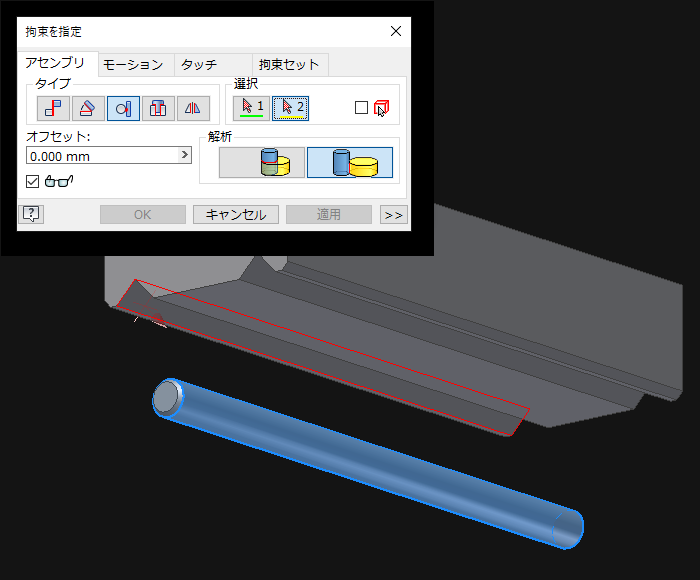 拘束を指定
アセンブリ モーション タッチ 拘束セット
タイプ 選択
1 2
オフセット: 解析
0.000 mm
OK キャンセル 適用 >>